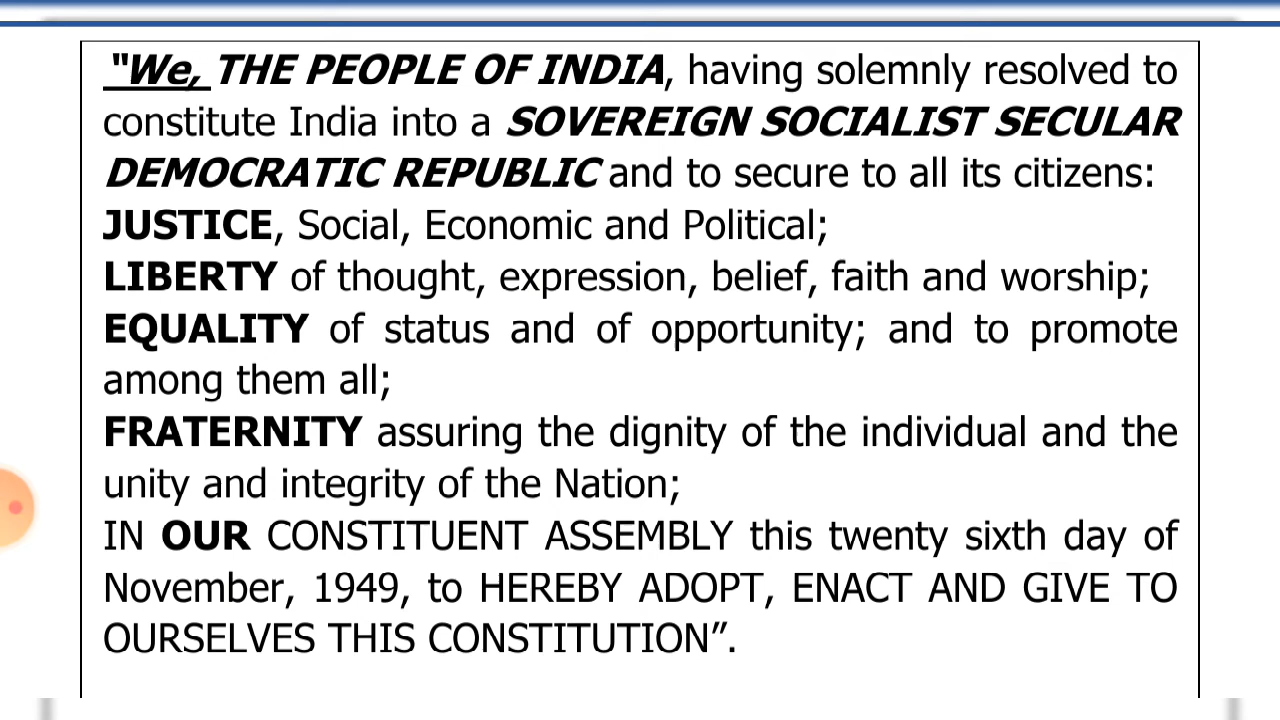 “We, THE PEOPLE OF INDIA, having solemnly resolved to
constitute India into a SOVEREIGN SOCIALIST SECULAR
DEMOCRATIC REPUBLIC and to secure to all its citizens:
JUSTICE, Social, Economic and Political;
LIBERTY of thought, expression, belief, faith and worship;
EQUALITY of status and of opportunity; and to promote
among them all;
FRATERNITY assuring the dignity of the individual and the
unity and integrity of the Nation;
IN OUR CONSTITUENT ASSEMBLY this twenty sixth day of
November, 1949, to HEREBY ADOPT, ENACT AND GIVE TO
OURSELVES THIS CONSTITUTION”.